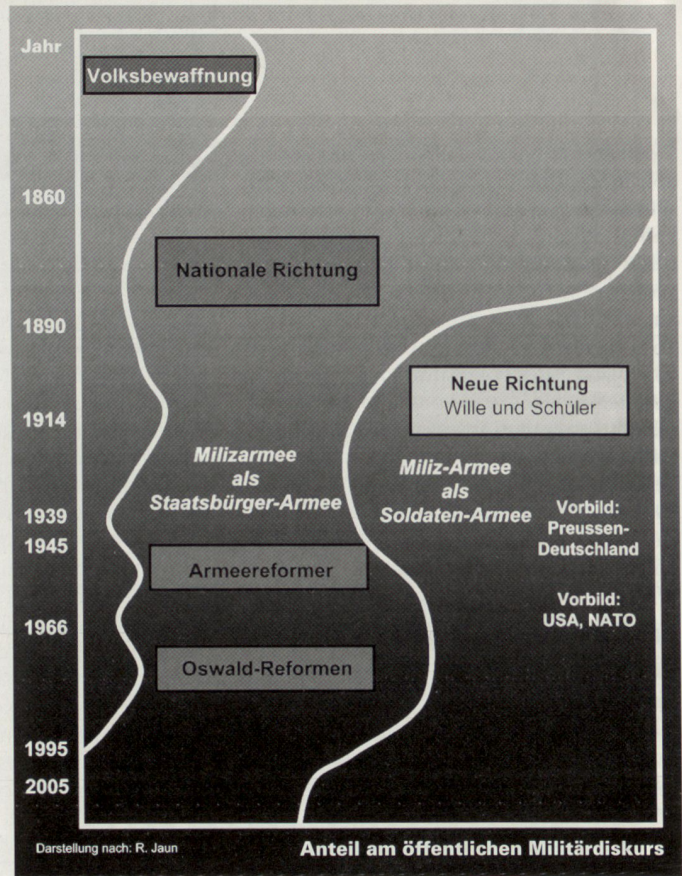 Jahr
Volksbewaffnung
1860
Nationale Richtung
1890
Neue Richtung
Wille und Schüler
1914
Milizarmee
als
Staatsbürger-Armee
Miliz-Armee
als
Soldaten-Armee
1939
Vorbild:
Preussen-
Deutschland
1945
Armeereformer
Vorbild:
USA, NATO
1966
Oswald-Reformen
1995
2005
Darstellung nach: R. Jaun
Anteil am öffentlichen Militärdiskurs